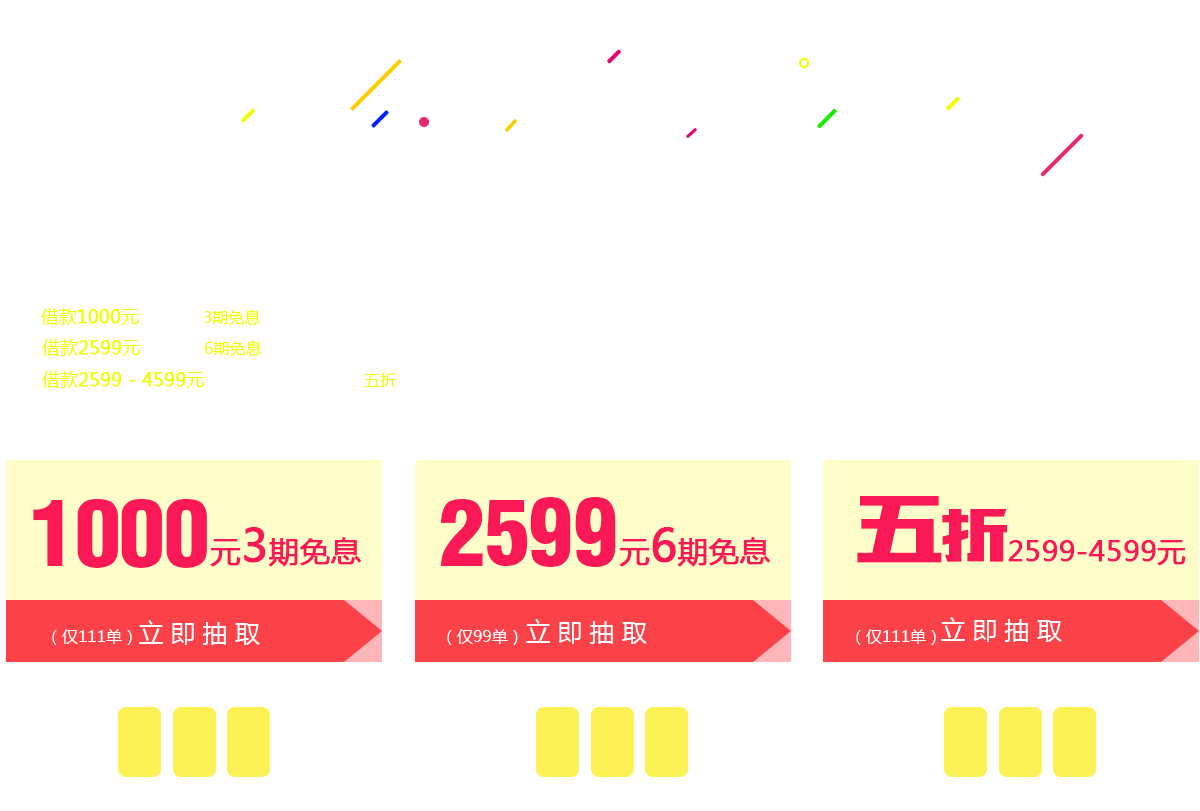 借款1000元 3期免息
借款2599元 6期免息
借款2599 - 4599元 五折
1000元3期免息
（仅111单）立即抽取
2599元6期免息
（仅99单）立即抽取
五折2599-4599元
（仅111单）立即抽取